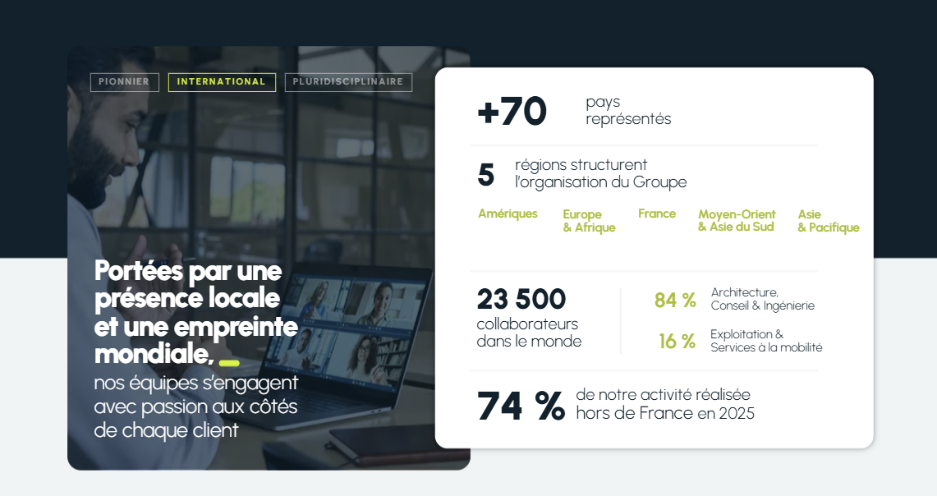 PIONNIER
INTERNATIONAL
PLURIDISCIPLINAIRE
Portées par une
présence locale
et une empreinte
mondiale,
nos équipes s'engagent
avec passion aux côtés
de chaque client
+70
pays
représentés
5
régions structurent
l'organisation du Groupe
Amériques
Europe
& Afrique
France
Moyen-Orient
& Asie du Sud
Asie
& Pacifique
23 500
collaborateurs
dans le monde
84 %
Architecture,
Conseil & Ingénierie
16 %
Exploitation &
Services à la mobilité
74 %
de notre activité réalisée
hors de France en 2025